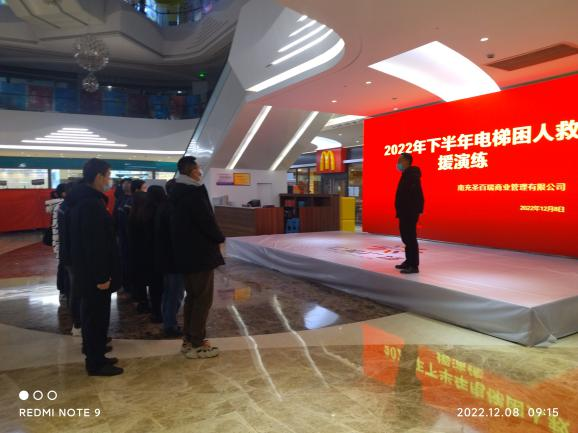 2022年下半年电梯困人救
援演练
南充圣百瑞商业管理有限公司
2022年12月8日
REDMI NOTE 9
2022.12.08 09:15